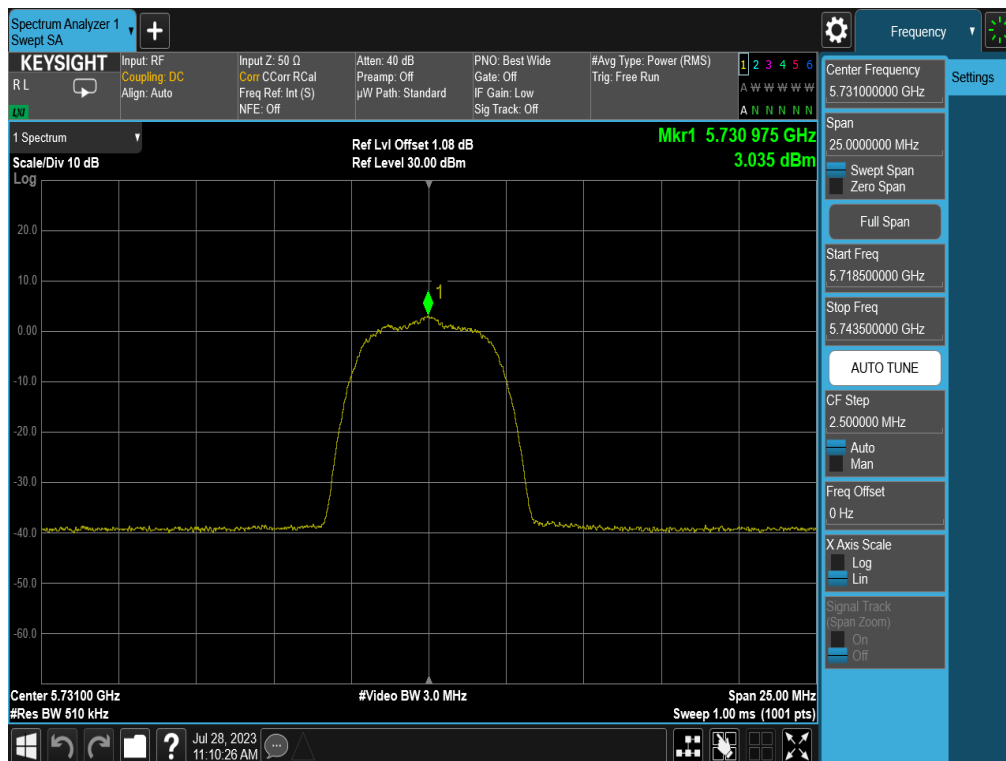 Spectrum Analyzer 1
Swept SA
Frequency
KEYSIGHT
R L
LXI
Input: RF
Coupling: DC
Align: Auto
Input Z: 50 Ω
Corr CCorr RCal
Freq Ref: Int (S)
NFE: Off
Atten: 40 dB
Preamp: Off
µW Path: Standard
PNO: Best Wide
Gate: Off
IF Gain: Low
Sig Track: Off
#Avg Type: Power (RMS)
Trig: Free Run
1 2 3 4 5 6
A W W W W W
A N N N N N
1 Spectrum
Scale/Div 10 dB
Log
Ref Lvl Offset 1.08 dB
Ref Level 30.00 dBm
Mkr1 5.730 975 GHz
3.035 dBm
1
20.0
10.0
0.00
-10.0
-20.0
-30.0
-40.0
-50.0
-60.0
Center 5.73100 GHz
#Res BW 510 kHz
#Video BW 3.0 MHz
Span 25.00 MHz
Sweep 1.00 ms (1001 pts)
Center Frequency
5.731000000 GHz
Settings
Span
25.0000000 MHz
Swept Span
Zero Span
Full Span
Start Freq
5.718500000 GHz
Stop Freq
5.743500000 GHz
AUTO TUNE
CF Step
2.500000 MHz
Auto
Man
Freq Offset
0 Hz
X Axis Scale
Log
Lin
Signal Track
(Span Zoom)
On
Off
?
Jul 28, 2023
11:10:26 AM